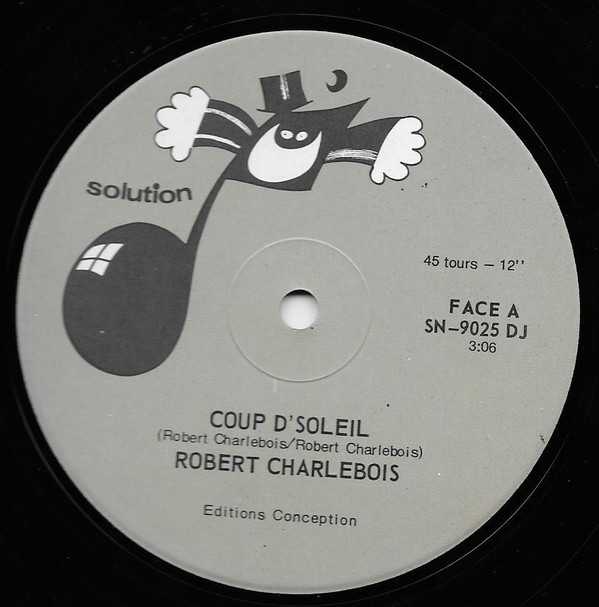 solution
45 tours – 12''
FACE A
SN–9025 DJ
3:06
COUP D'SOLEIL
(Robert Charlebois/Robert Charlebois)
ROBERT CHARLEBOIS
Editions Conception